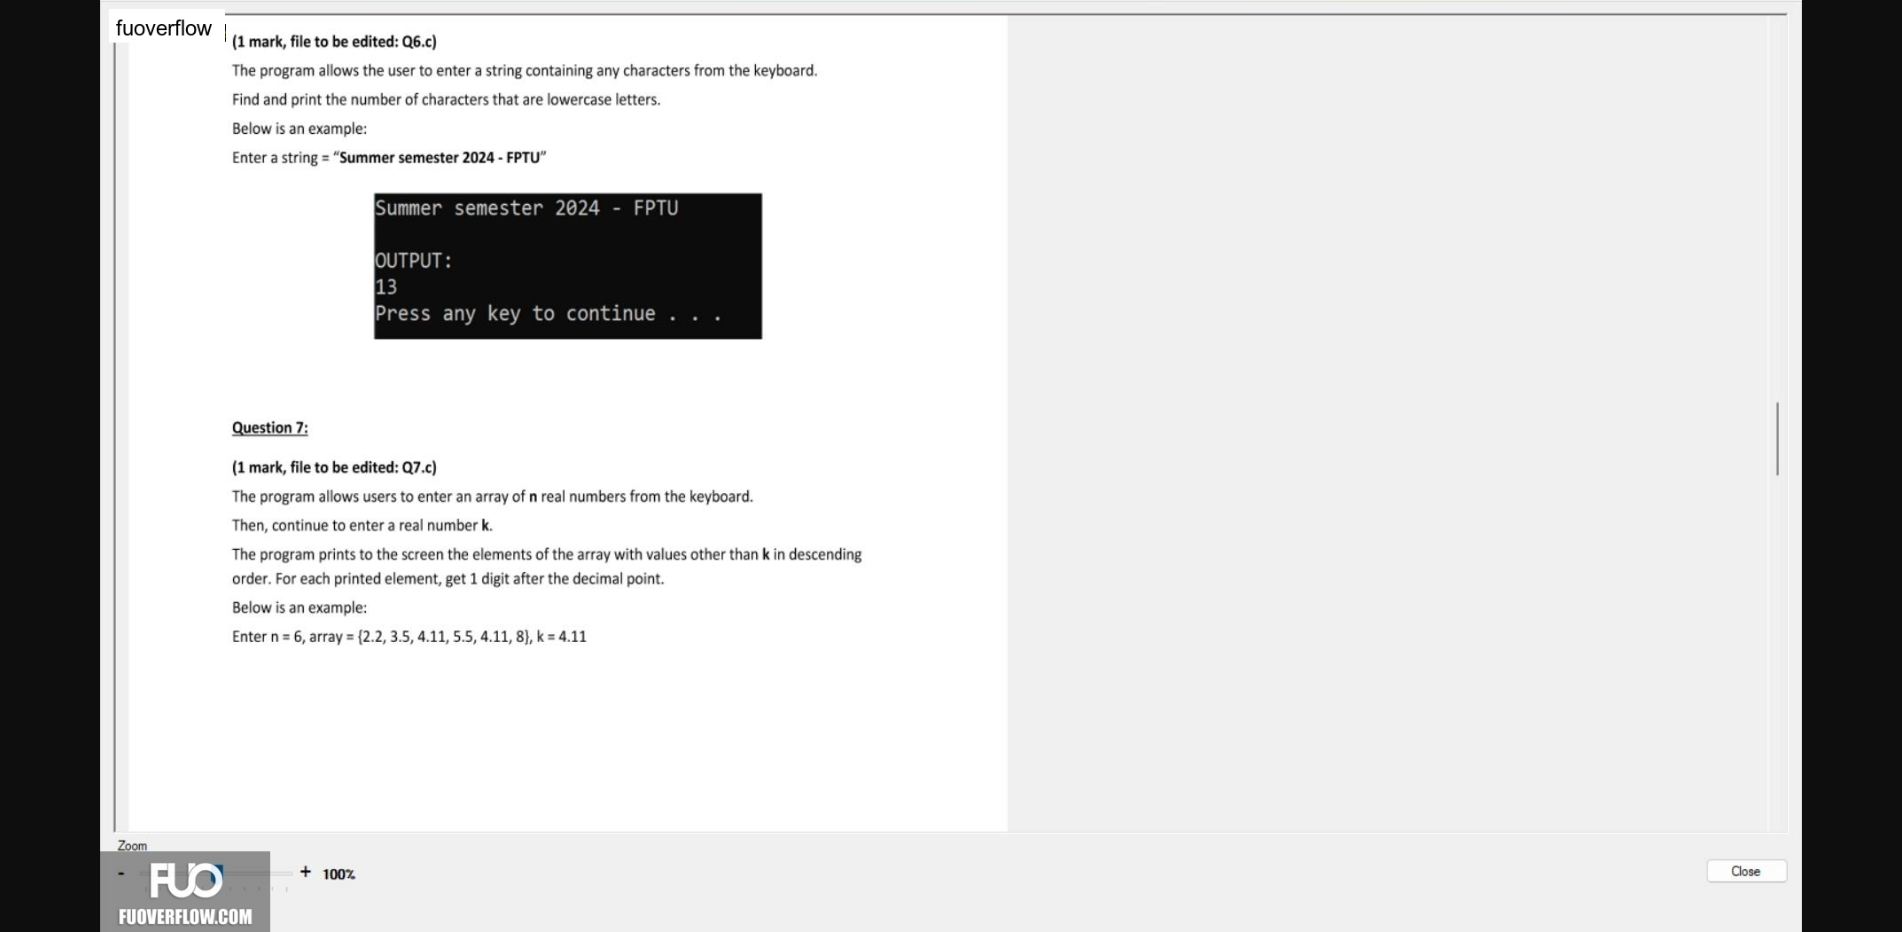 fuoverflow
(1 mark, file to be edited: Q6.c)
The program allows the user to enter a string containing any characters from the keyboard.
Find and print the number of characters that are lowercase letters.
Below is an example:
Enter a string = "Summer semester 2024 - FPTU"
Summer semester 2024 - FPTU
OUTPUT:
13
Press any key to continue . . .
Question 7:
(1 mark, file to be edited: Q7.c)
The program allows users to enter an array of n real numbers from the keyboard.
Then, continue to enter a real number k.
The program prints to the screen the elements of the array with values other than k in descending
order. For each printed element, get 1 digit after the decimal point.
Below is an example:
Enter n = 6, array = {2.2, 3.5, 4.11, 5.5, 4.11, 8}, k = 4.11
Zoom
- + 100%
Close
FUO
FUOVERFLOW.COM